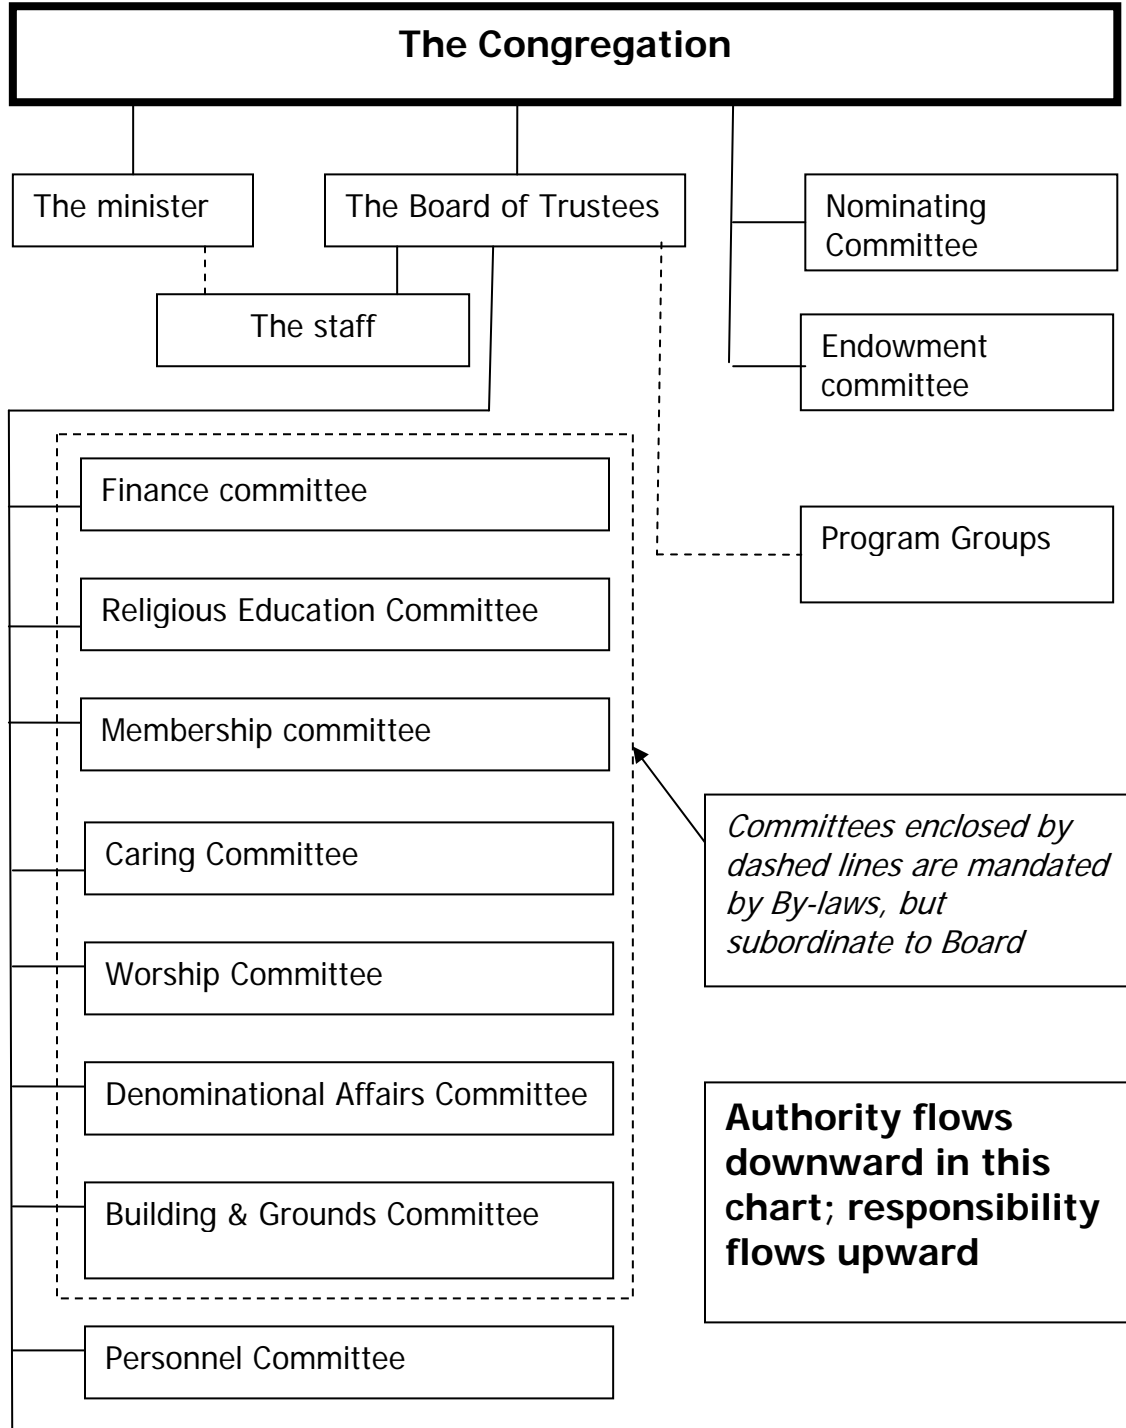 The Congregation
The minister
The Board of Trustees
Nominating
Committee
The staff
Endowment
committee
Finance committee
Program Groups
Religious Education Committee
Membership committee
Committees enclosed by
dashed lines are mandated
by By-laws, but
subordinate to Board
Caring Committee
Worship Committee
Denominational Affairs Committee
Authority flows
downward in this
chart; responsibility
flows upward
Building & Grounds Committee
Personnel Committee